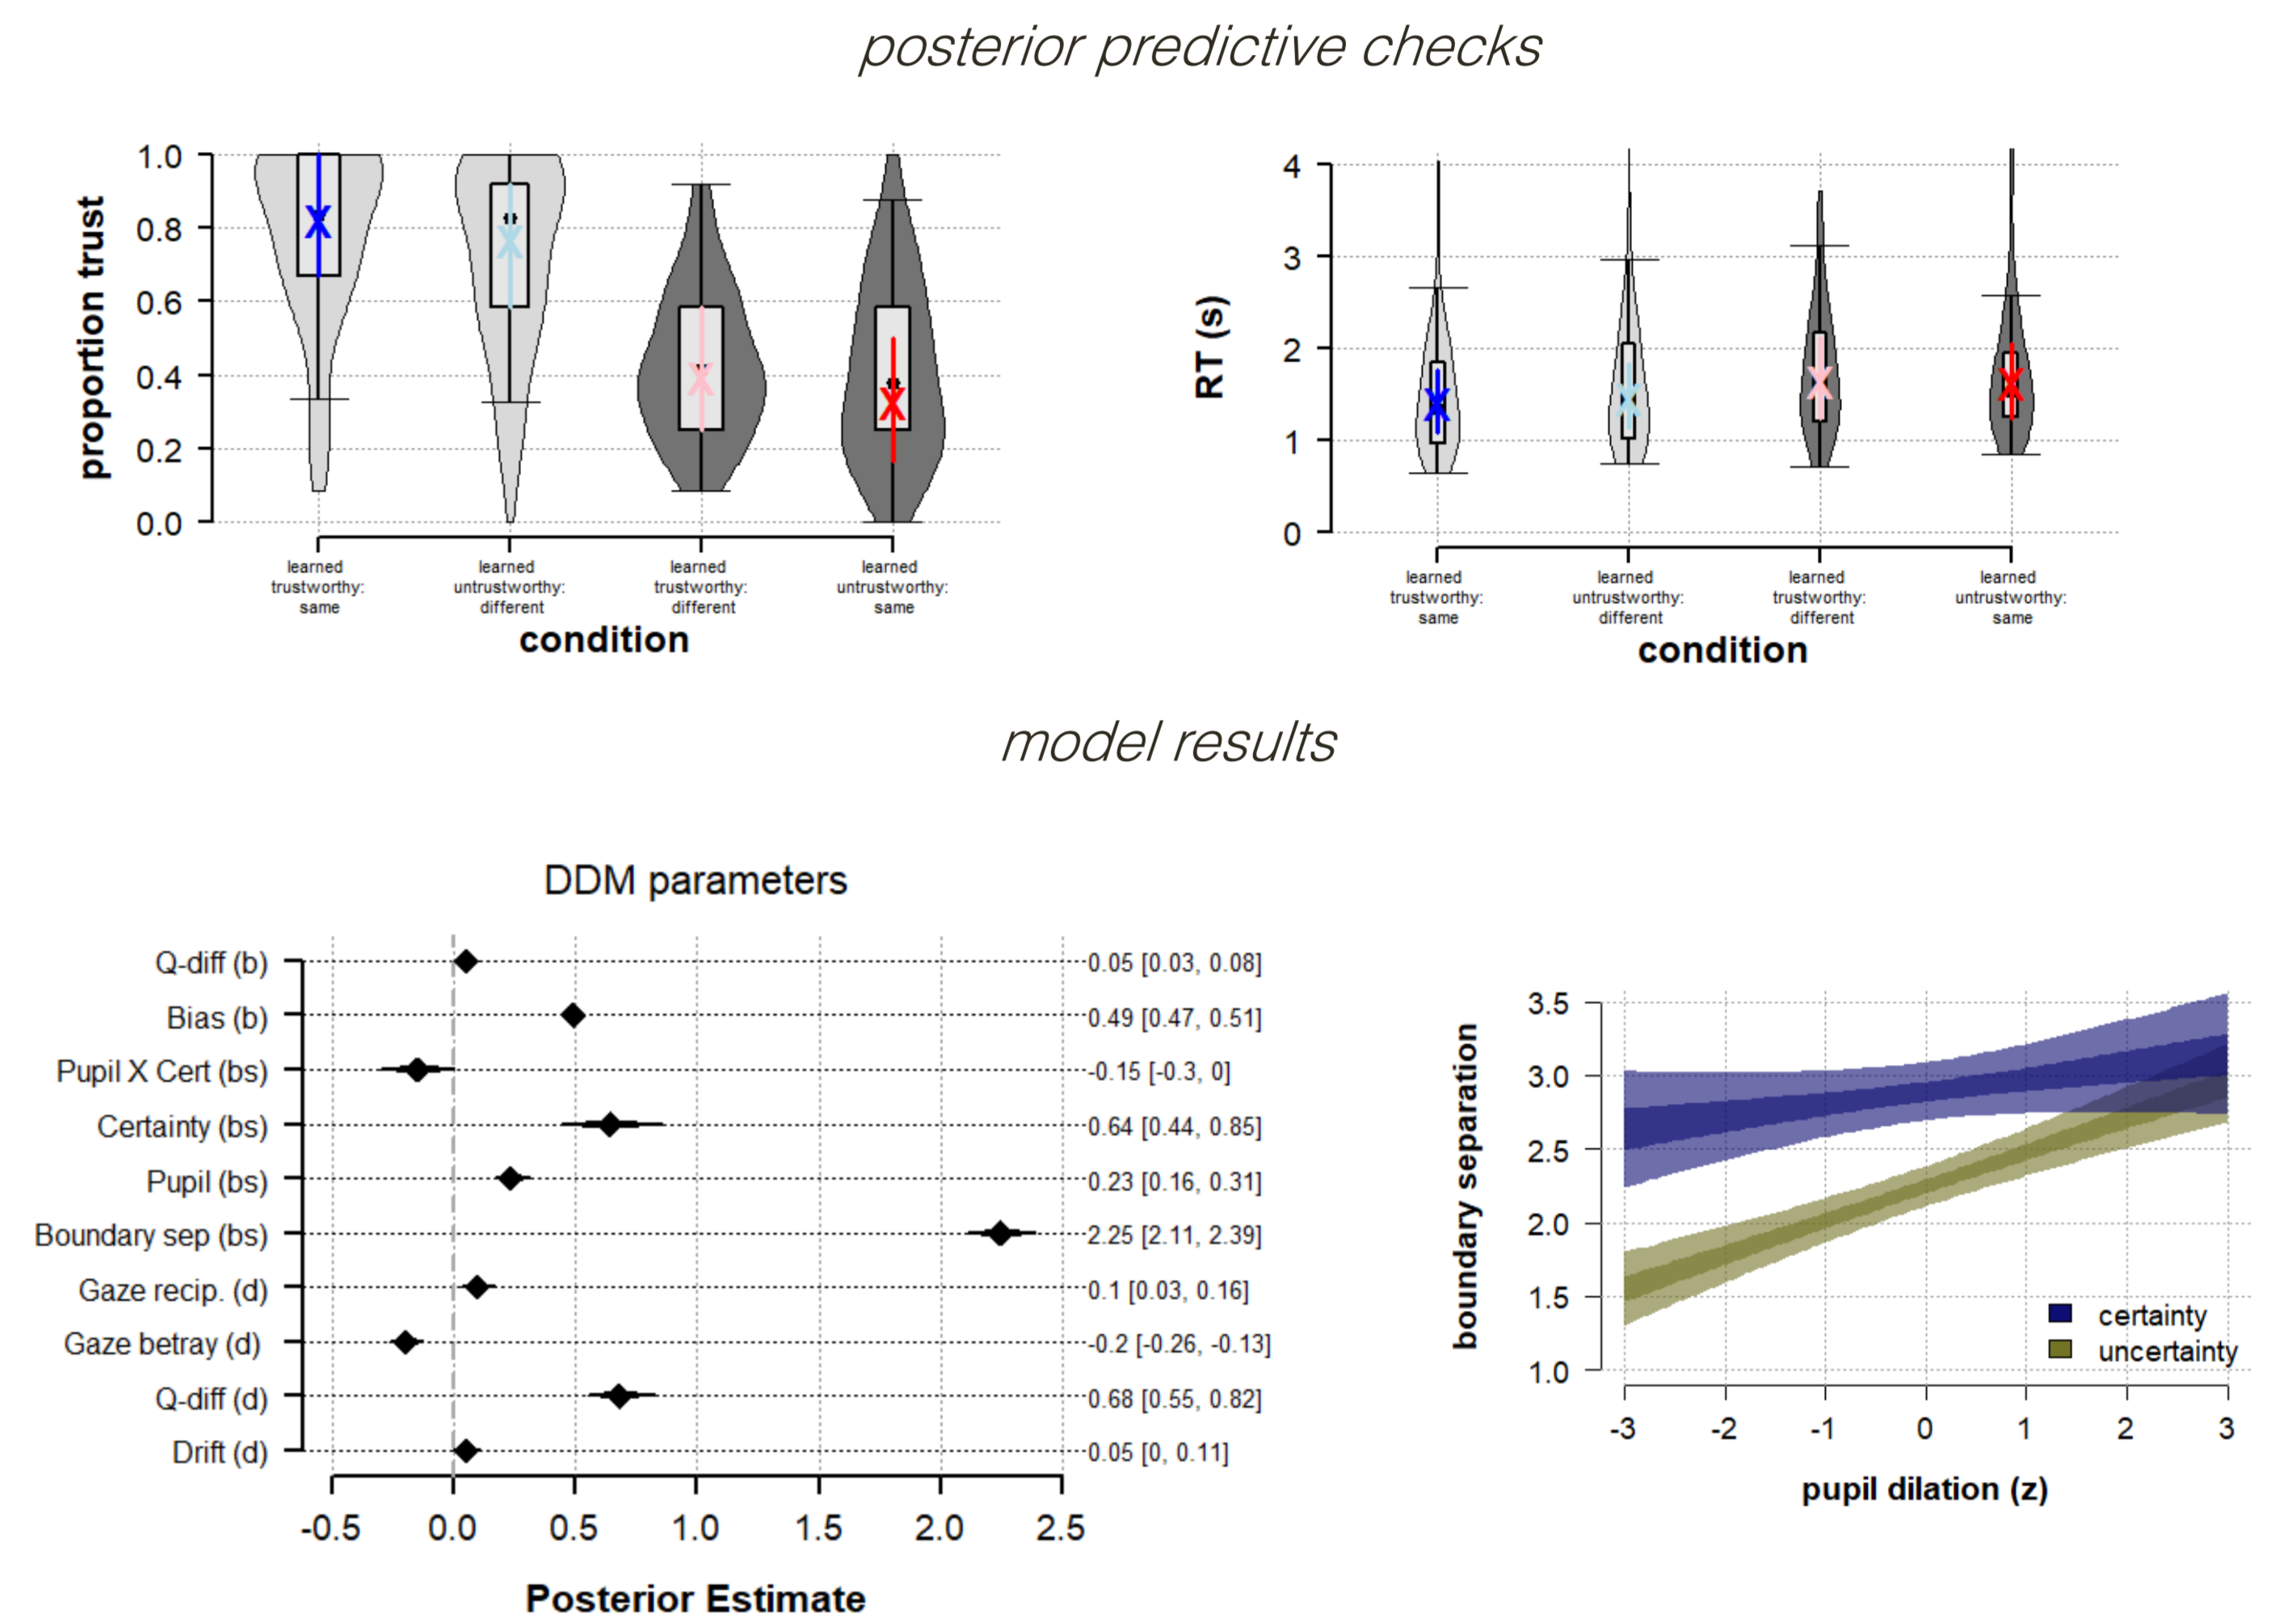 posterior predictive checks
proportion trust
1.0
0.8
0.6
0.4
0.2
0.0
learned
trustworthy:
same
learned
untrustworthy:
different
learned
trustworthy:
different
learned
untrustworthy:
same
condition
RT (s)
4
3
2
1
0
learned
trustworthy:
same
learned
untrustworthy:
different
learned
trustworthy:
different
learned
untrustworthy:
same
condition
model results
DDM parameters
Q-diff (b) 0.05 [0.03, 0.08]
Bias (b) 0.49 [0.47, 0.51]
Pupil X Cert (bs) -0.15 [-0.3, 0]
Certainty (bs) 0.64 [0.44, 0.85]
Pupil (bs) 0.23 [0.16, 0.31]
Boundary sep (bs) 2.25 [2.11, 2.39]
Gaze recip. (d) 0.1 [0.03, 0.16]
Gaze betray (d) -0.2 [-0.26, -0.13]
Q-diff (d) 0.68 [0.55, 0.82]
Drift (d) 0.05 [0, 0.11]
-0.5 0.0 0.5 1.0 1.5 2.0 2.5
Posterior Estimate
boundary separation
3.5
3.0
2.5
2.0
1.5
1.0
certainty
uncertainty
-3 -2 -1 0 1 2 3
pupil dilation (z)